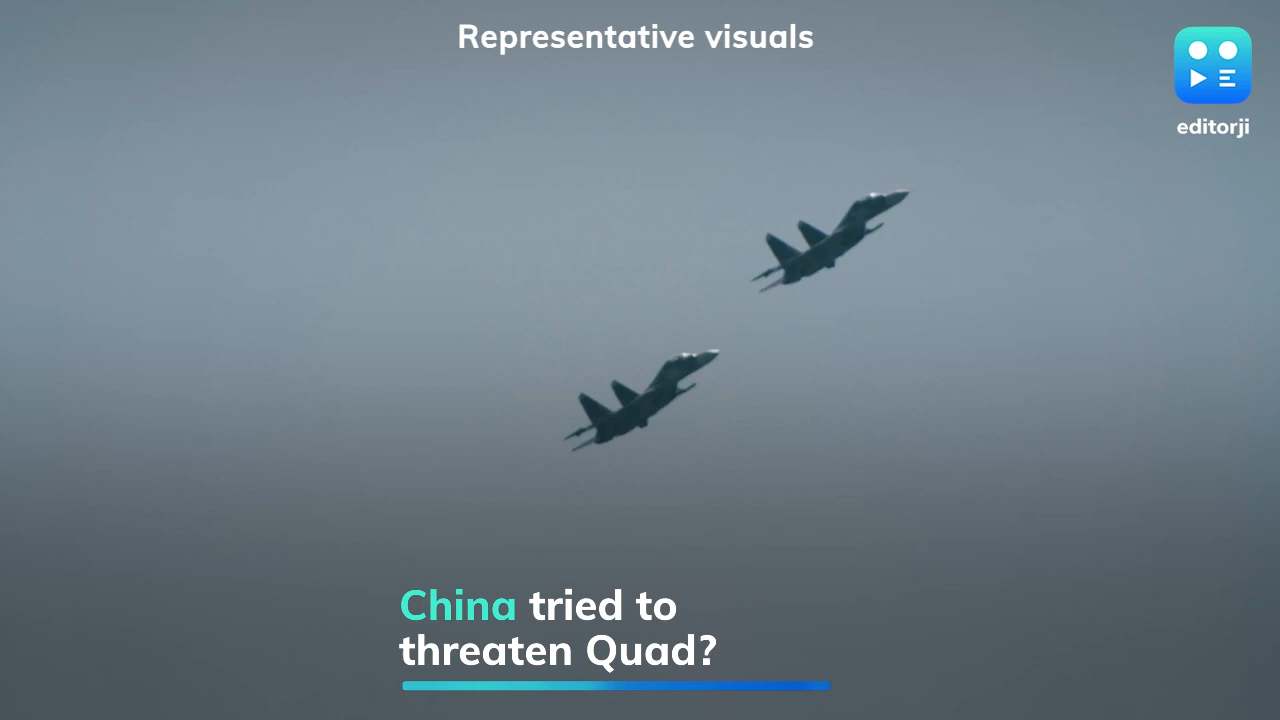 Representative visuals
editorji
China tried to
threaten Quad?